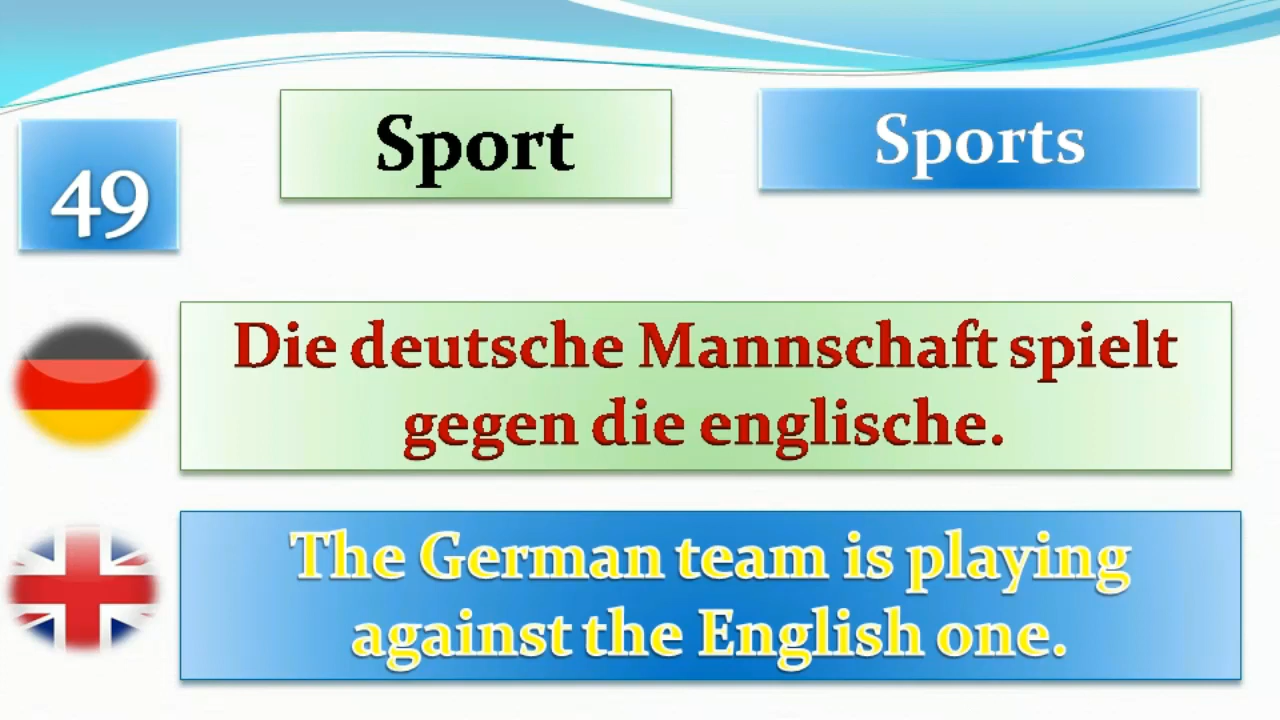 Sport
Sports
49
Die deutsche Mannschaft spielt
gegen die englische.
The German team is playing
against the English one.